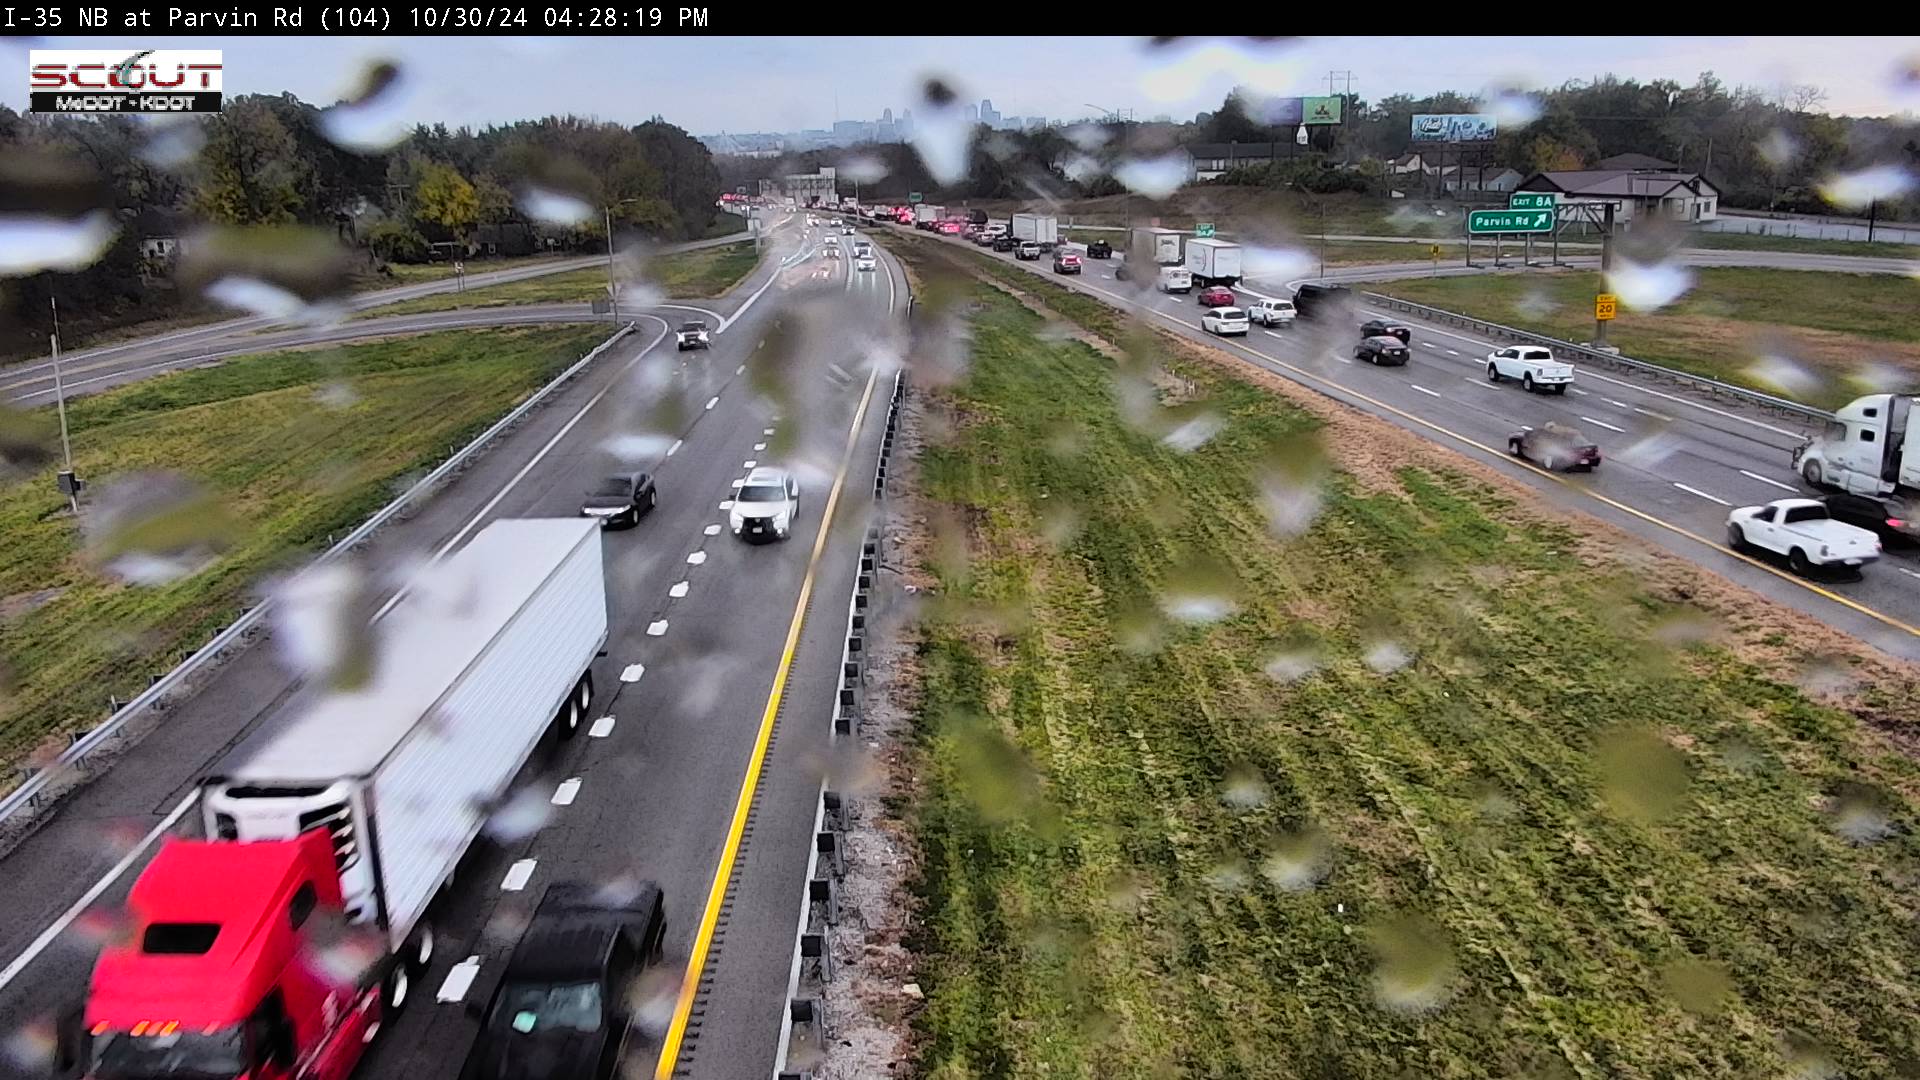 I-35 NB at Parvin Rd (104) 10/30/24 04:28:19 PM
SCOUT
MoDOT - KDOT
EXIT 8A
Parvin Rd
EXIT
20